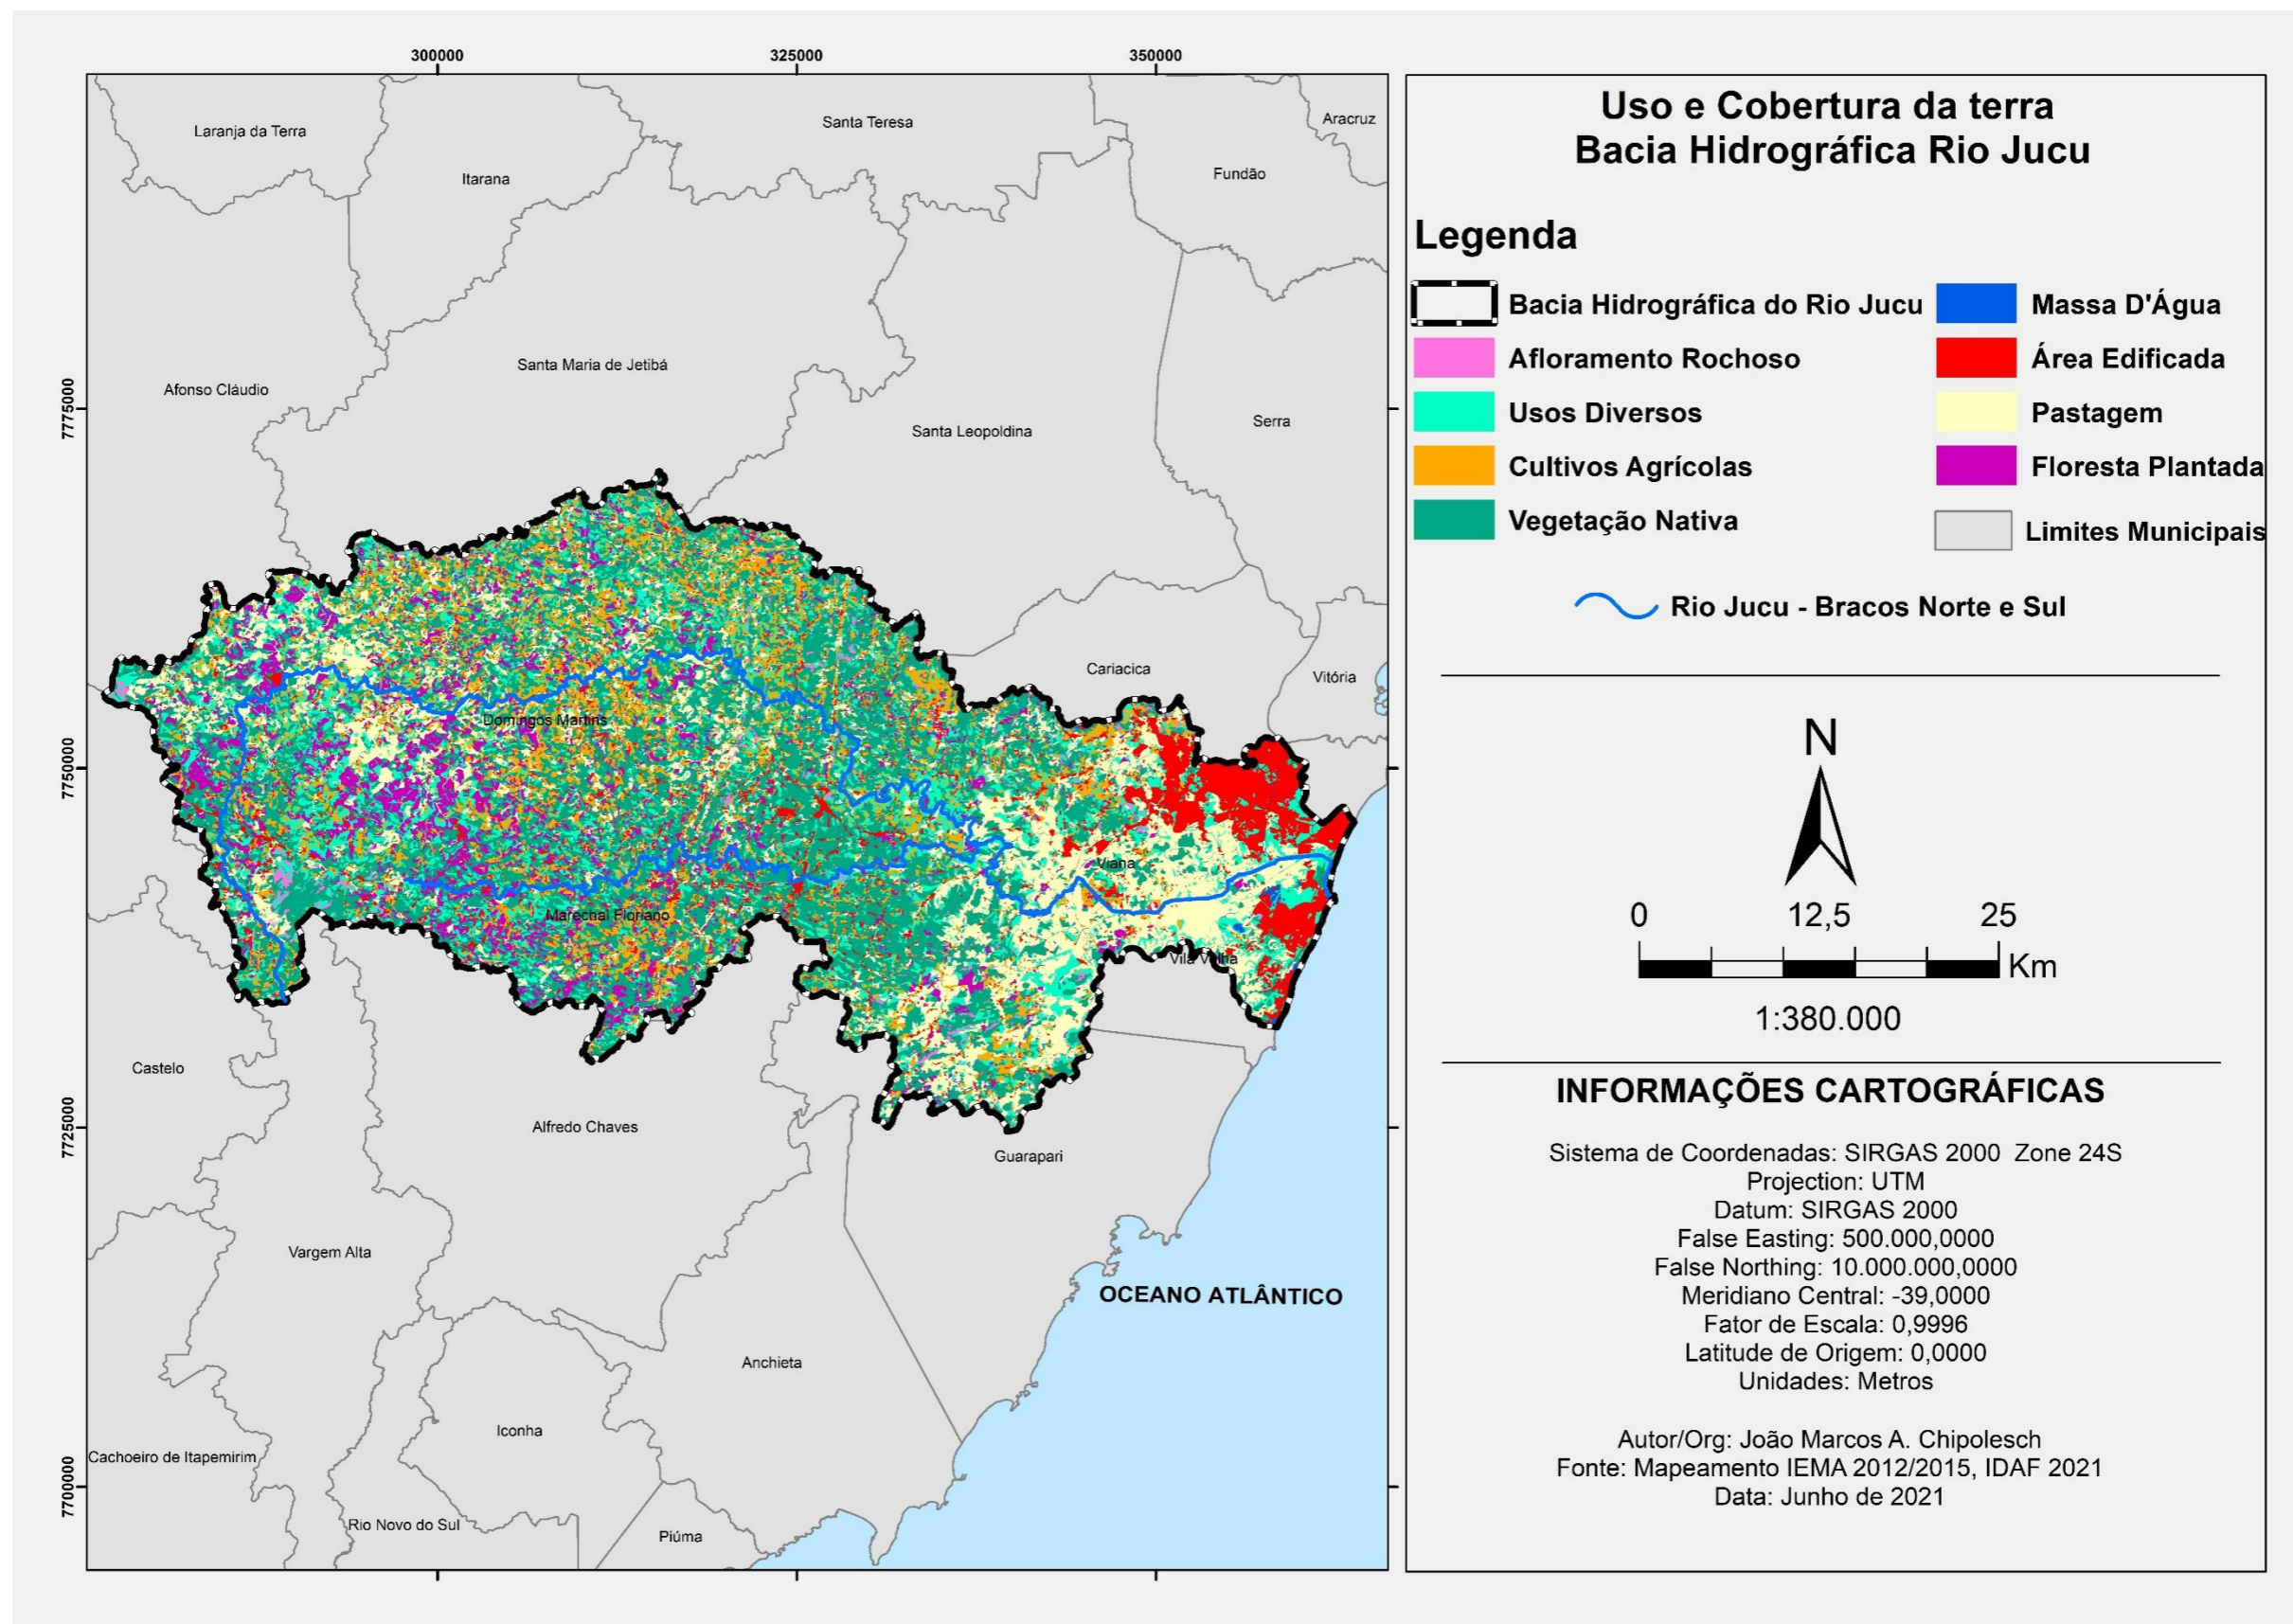 300000
325000
350000
7775000
7750000
7725000
7700000
Laranja da Terra
Itarana
Santa Teresa
Aracruz
Fundão
Afonso Cláudio
Santa Maria de Jetibá
Santa Leopoldina
Serra
Cariacica
Vitória
Domingos Martins
Viana
Marechal Floriano
Vila Velha
Castelo
Alfredo Chaves
Guarapari
Vargem Alta
OCEANO ATLÂNTICO
Anchieta
Iconha
Cachoeiro de Itapemirim
Rio Novo do Sul
Piúma
Uso e Cobertura da terra
Bacia Hidrográfica Rio Jucu
Legenda
Bacia Hidrográfica do Rio Jucu
Afloramento Rochoso
Usos Diversos
Cultivos Agrícolas
Vegetação Nativa
Massa D'Água
Área Edificada
Pastagem
Floresta Plantada
Limites Municipais
Rio Jucu - Bracos Norte e Sul
N
0 12,5 25
Km
1:380.000
INFORMAÇÕES CARTOGRÁFICAS
Sistema de Coordenadas: SIRGAS 2000 Zone 24S
Projection: UTM
Datum: SIRGAS 2000
False Easting: 500.000,0000
False Northing: 10.000.000,0000
Meridiano Central: -39,0000
Fator de Escala: 0,9996
Latitude de Origem: 0,0000
Unidades: Metros
Autor/Org: João Marcos A. Chipolesch
Fonte: Mapeamento IEMA 2012/2015, IDAF 2021
Data: Junho de 2021